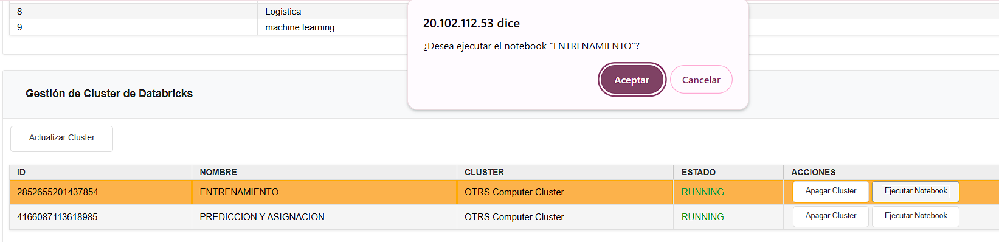 8 Logistica
9 machine learning
20.102.112.53 dice
¿Desea ejecutar el notebook "ENTRENAMIENTO"?
Aceptar Cancelar
Gestión de Cluster de Databricks
Actualizar Cluster
ID NOMBRE CLUSTER ESTADO ACCIONES
2852655201437854 ENTRENAMIENTO OTRS Computer Cluster RUNNING Apagar Cluster Ejecutar Notebook
4166087113618985 PREDICCION Y ASIGNACION OTRS Computer Cluster RUNNING Apagar Cluster Ejecutar Notebook